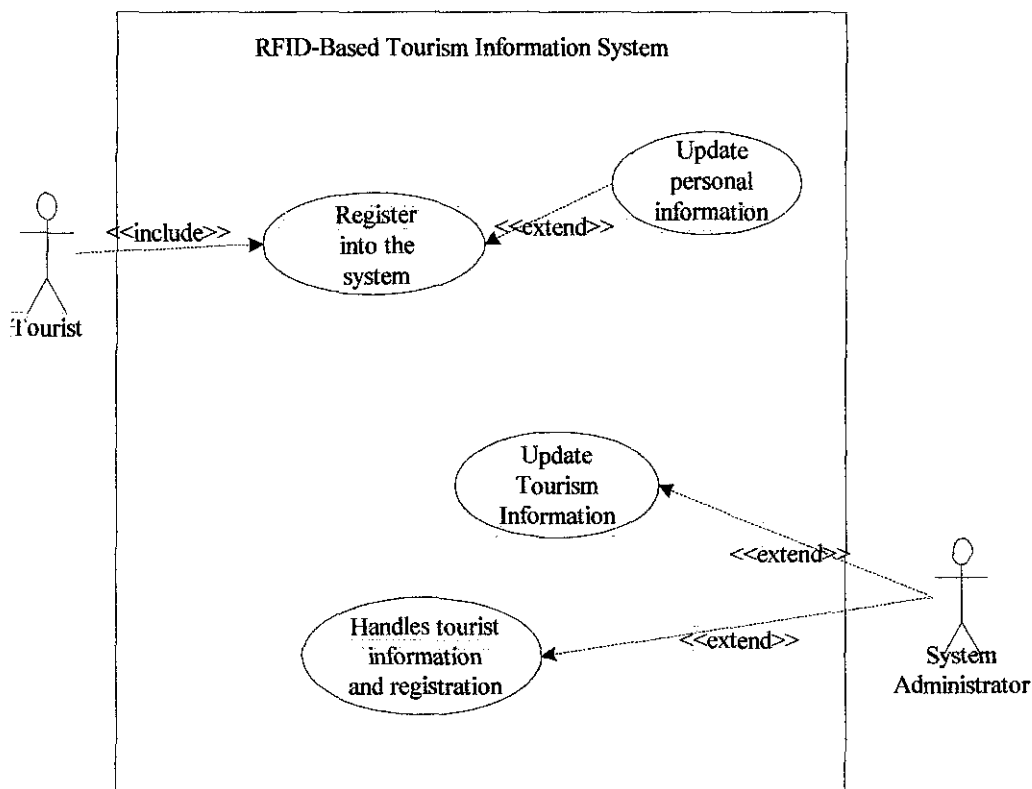 RFID-Based Tourism Information System
Update
personal
information
Register
into the
system
<<include>>
<<extend>>
Tourist
Update
Tourism
Information
<<extend>>
Handles tourist
information
and registration
<<extend>>
System
Administrator